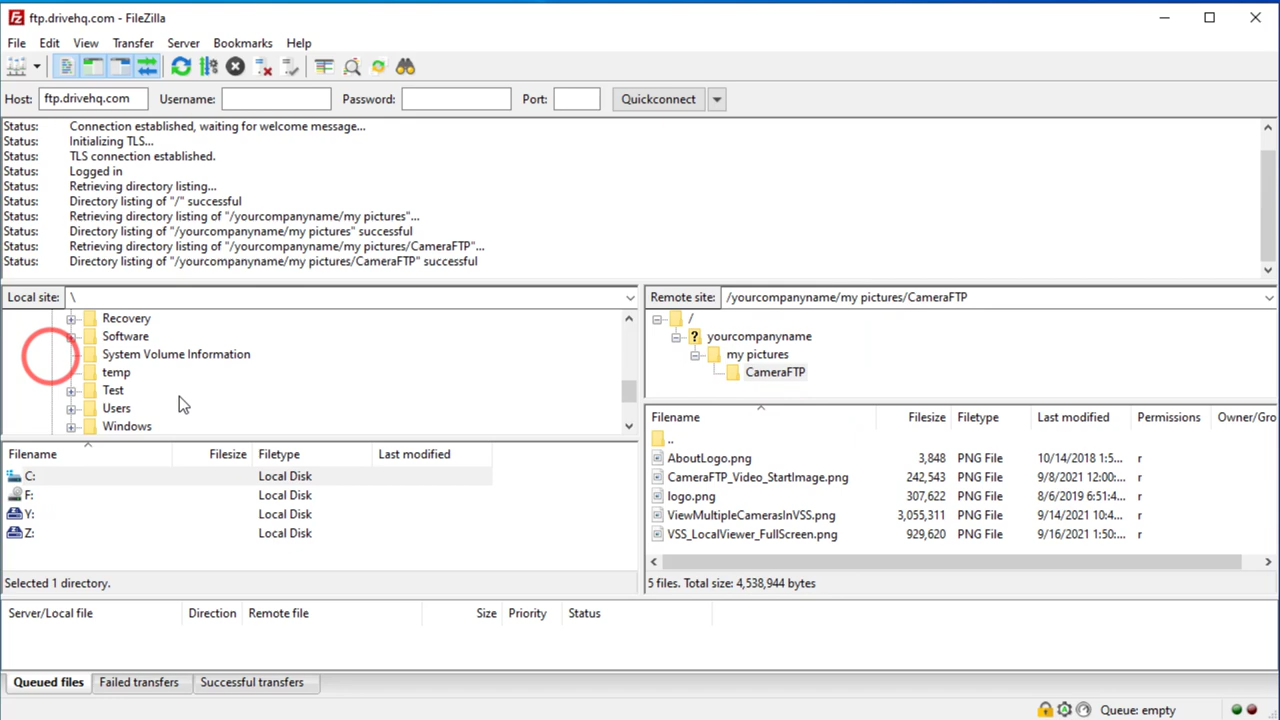 ftp.drivehq.com - FileZilla
File Edit View Transfer Server Bookmarks Help
Host: ftp.drivehq.com Username: Password: Port: Quickconnect
Status: Connection established, waiting for welcome message...
Status: Initializing TLS...
Status: TLS connection established.
Status: Logged in
Status: Retrieving directory listing...
Status: Directory listing of "/" successful
Status: Retrieving directory listing of "/yourcompanyname/my pictures"...
Status: Directory listing of "/yourcompanyname/my pictures" successful
Status: Retrieving directory listing of "/yourcompanyname/my pictures/CameraFTP"...
Status: Directory listing of "/yourcompanyname/my pictures/CameraFTP" successful
Local site: \
Recovery
Software
System Volume Information
temp
Test
Users
Windows
Filename Filesize Filetype Last modified
C: Local Disk
F: Local Disk
Y: Local Disk
Z: Local Disk
Selected 1 directory.
Remote site: /yourcompanyname/my pictures/CameraFTP
/
? yourcompanyname
my pictures
CameraFTP
Filename Filesize Filetype Last modified Permissions Owner/Gro
..
AboutLogo.png 3,848 PNG File 10/14/2018 1:5... r
CameraFTP_Video_StartImage.png 242,543 PNG File 9/8/2021 12:00:... r
logo.png 307,622 PNG File 8/6/2019 6:51:4... r
ViewMultipleCamerasInVSS.png 3,055,311 PNG File 9/14/2021 10:4... r
VSS_LocalViewer_FullScreen.png 929,620 PNG File 9/16/2021 1:50:... r
5 files. Total size: 4,538,944 bytes
Server/Local file Direction Remote file Size Priority Status
Queued files Failed transfers Successful transfers
Queue: empty